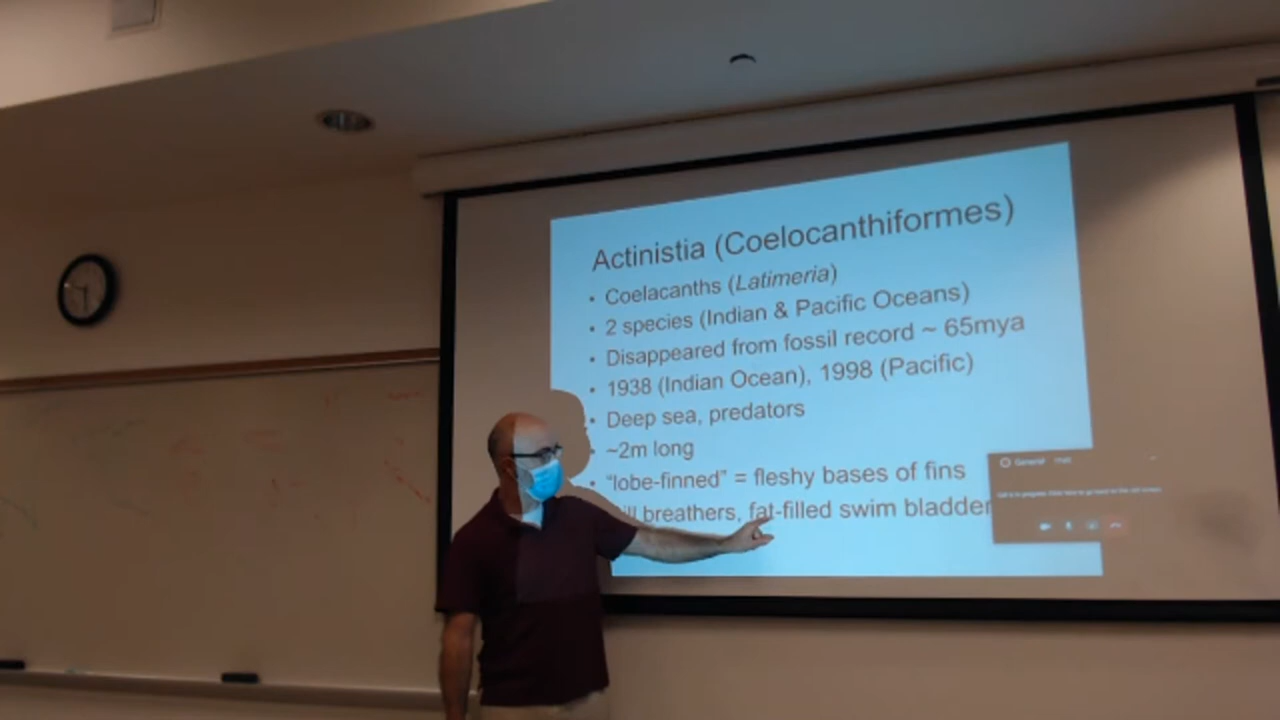 Actinistia (Coelocanthiformes)
• Coelacanths (Latimeria)
• 2 species (Indian & Pacific Oceans)
• Disappeared from fossil record ~ 65mya
• 1938 (Indian Ocean), 1998 (Pacific)
• Deep sea, predators
~2m long
"lobe-finned" = fleshy bases of fins
breathers, fat-filled swim bladder
General